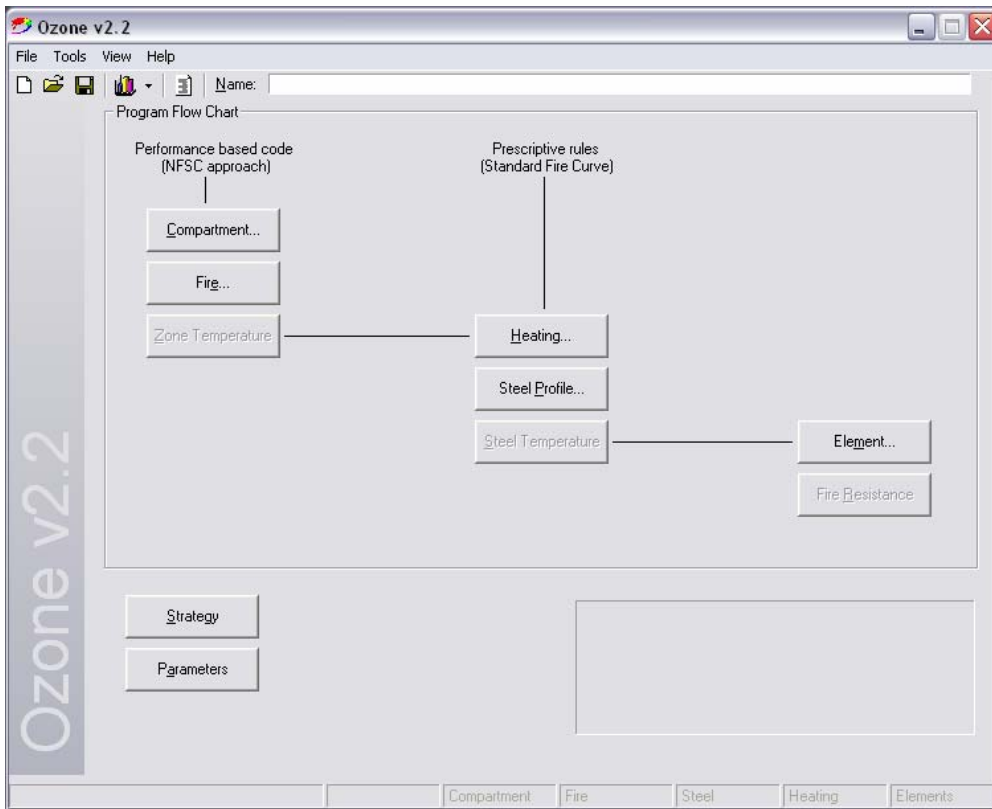 Ozone v2.2
File Tools View Help
Name:
Program Flow Chart
Performance based code
(NFSC approach)
Prescriptive rules
(Standard Fire Curve)
Compartment...
Fire...
Zone Temperature
Heating...
Steel Profile...
Steel Temperature
Element...
Fire Resistance
Ozone v2.2
Strategy
Parameters
Compartment Fire Steel Heating Elements